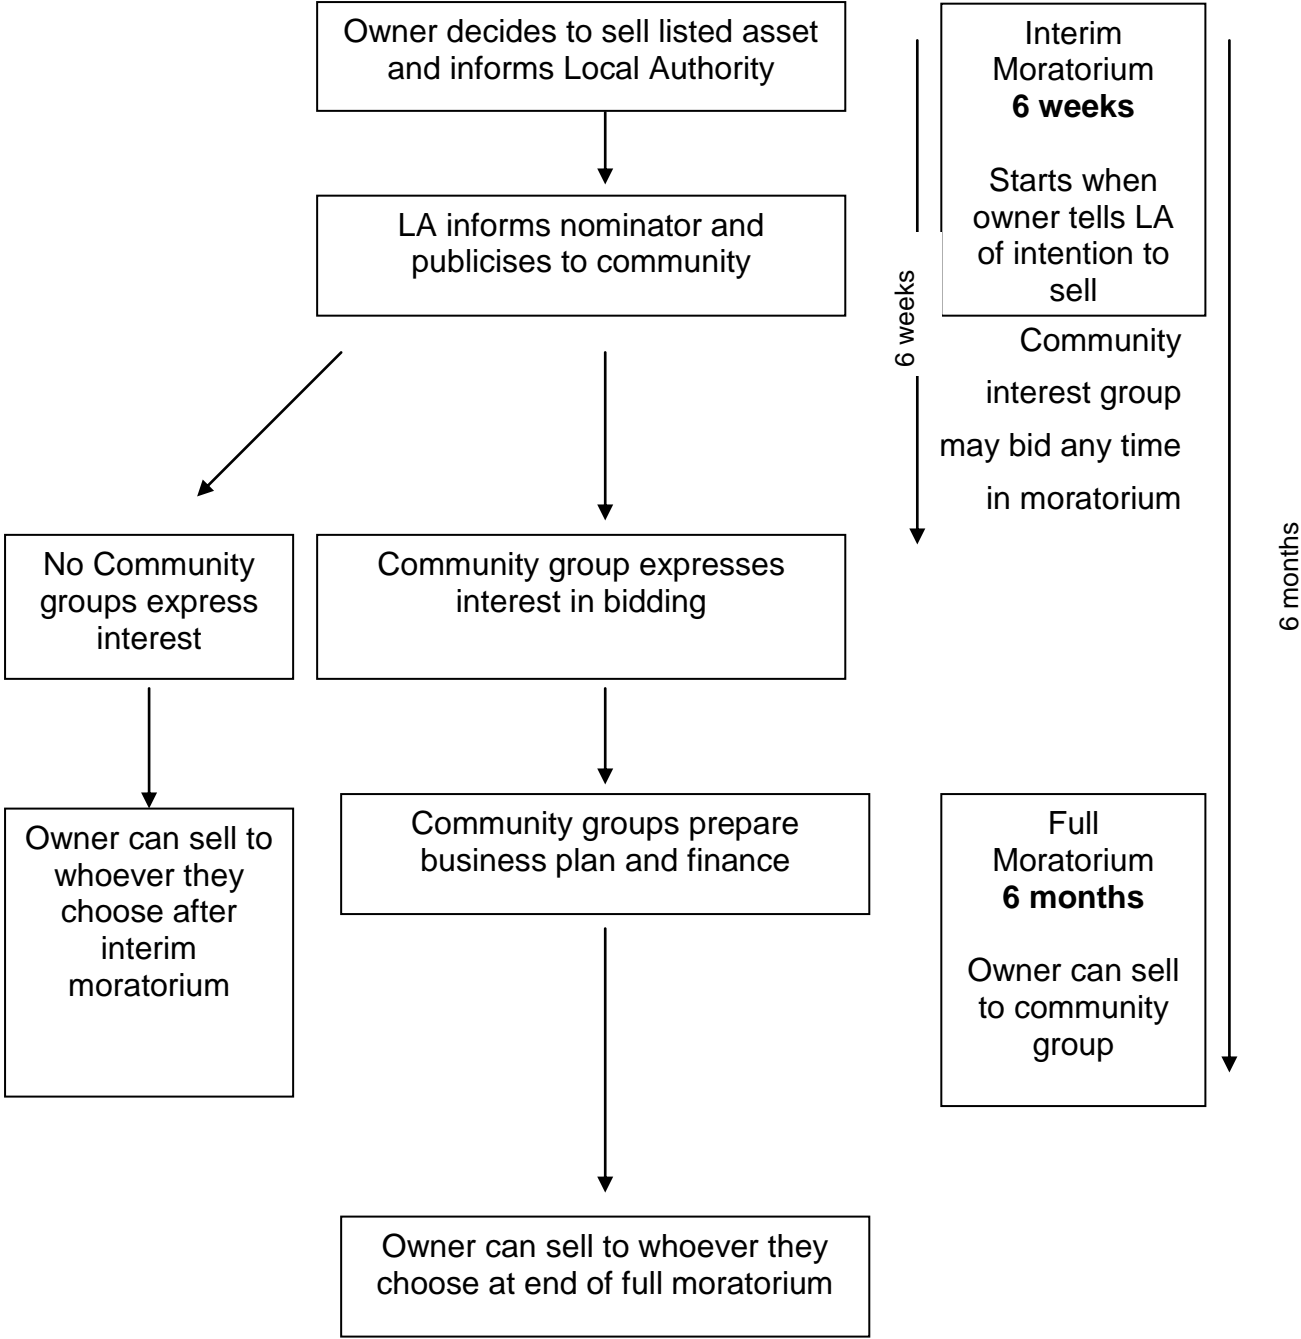 Owner decides to sell listed asset
and informs Local Authority
Interim
Moratorium
6 weeks
Starts when
owner tells LA
of intention to
sell
LA informs nominator and
publicises to community
6 weeks
Community
interest group
may bid any time
in moratorium
6 months
No Community
groups express
interest
Community group expresses
interest in bidding
Owner can sell to
whoever they
choose after
interim
moratorium
Community groups prepare
business plan and finance
Full
Moratorium
6 months
Owner can sell
to community
group
Owner can sell to whoever they
choose at end of full moratorium